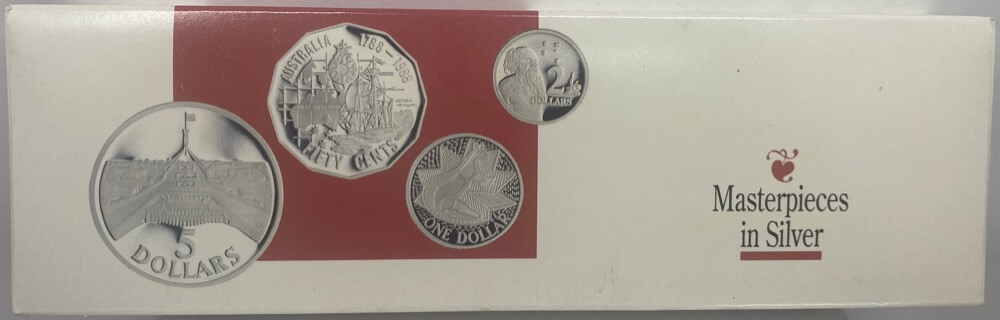 AUSTRALIA 1788-1988
FIFTY CENTS
2
DOLLARS
ONE DOLLAR
5
DOLLARS
Masterpieces
in Silver